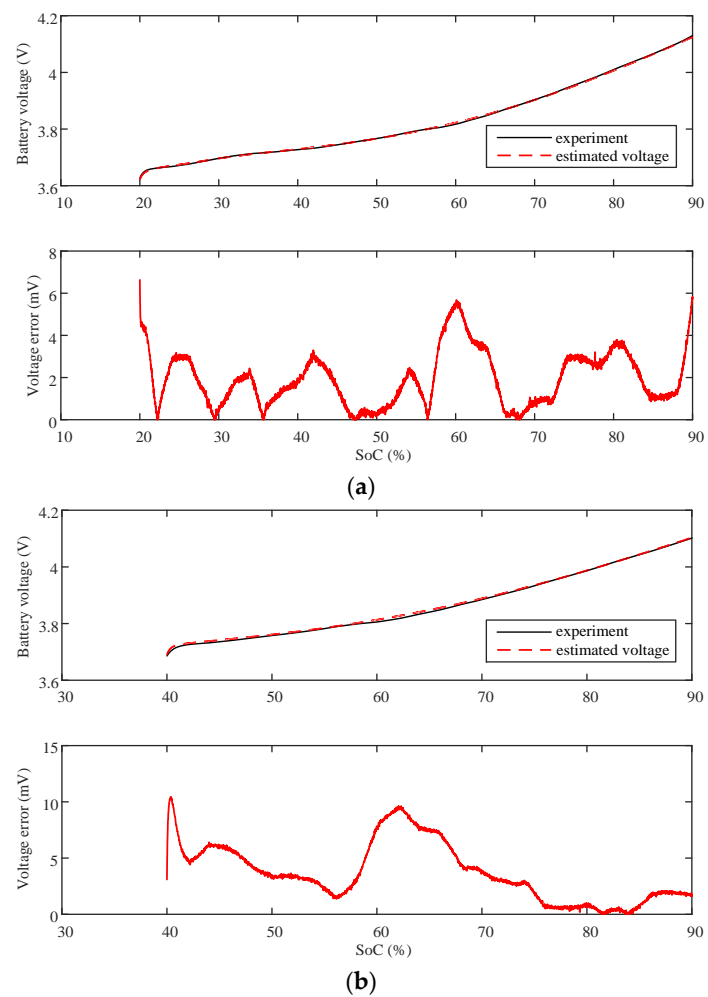 Battery voltage (V)
4.2
4
3.8
3.6
experiment
estimated voltage
10 20 30 40 50 60 70 80 90
Voltage error (mV)
8
6
4
2
0
10 20 30 40 50 60 70 80 90
SoC (%)
(a)
Battery voltage (V)
4.2
4
3.8
3.6
experiment
estimated voltage
30 40 50 60 70 80 90
Voltage error (mV)
15
10
5
0
30 40 50 60 70 80 90
SoC (%)
(b)